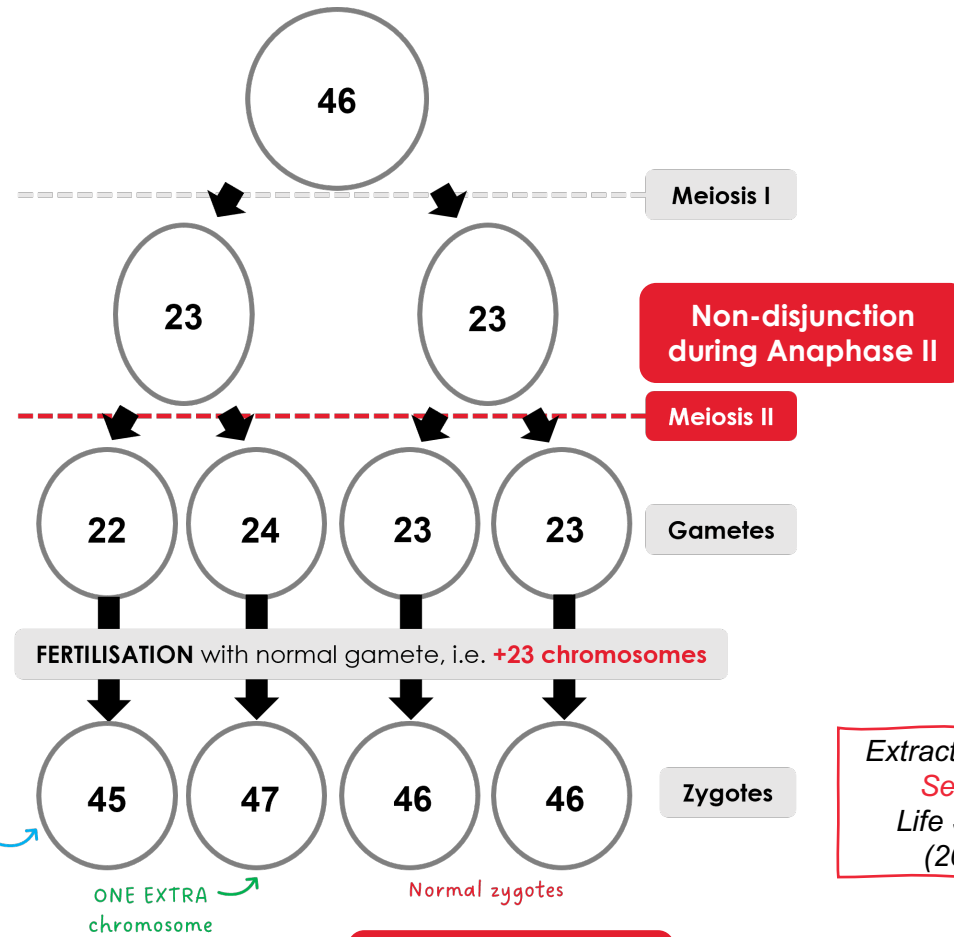 46
Meiosis I
23
23
Non-disjunction
during Anaphase II
Meiosis II
22
24
23
23
Gametes
FERTILISATION with normal gamete, i.e. +23 chromosomes
45
47
46
46
Zygotes
ONE EXTRA
chromosome
Normal zygotes
Life